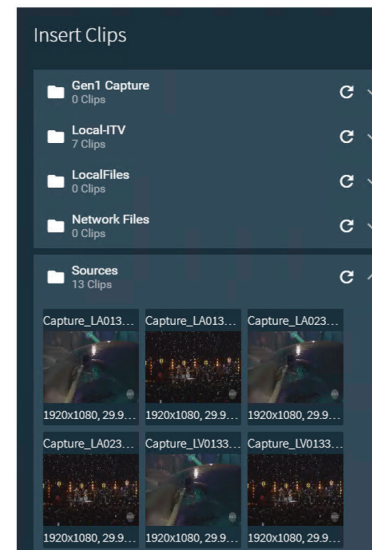 Insert Clips
Gen1 Capture
0 Clips
Local-ITV
7 Clips
LocalFiles
0 Clips
Network Files
0 Clips
Sources
13 Clips
Capture_LA013... Capture_LA013... Capture_LA023...
1920x1080, 29.9... 1920x1080, 29.9... 1920x1080, 29.9...
Capture_LA023... Capture_LV0133... Capture_LV0133...
1920x1080, 29.9... 1920x1080, 29.9... 1920x1080, 29.9...